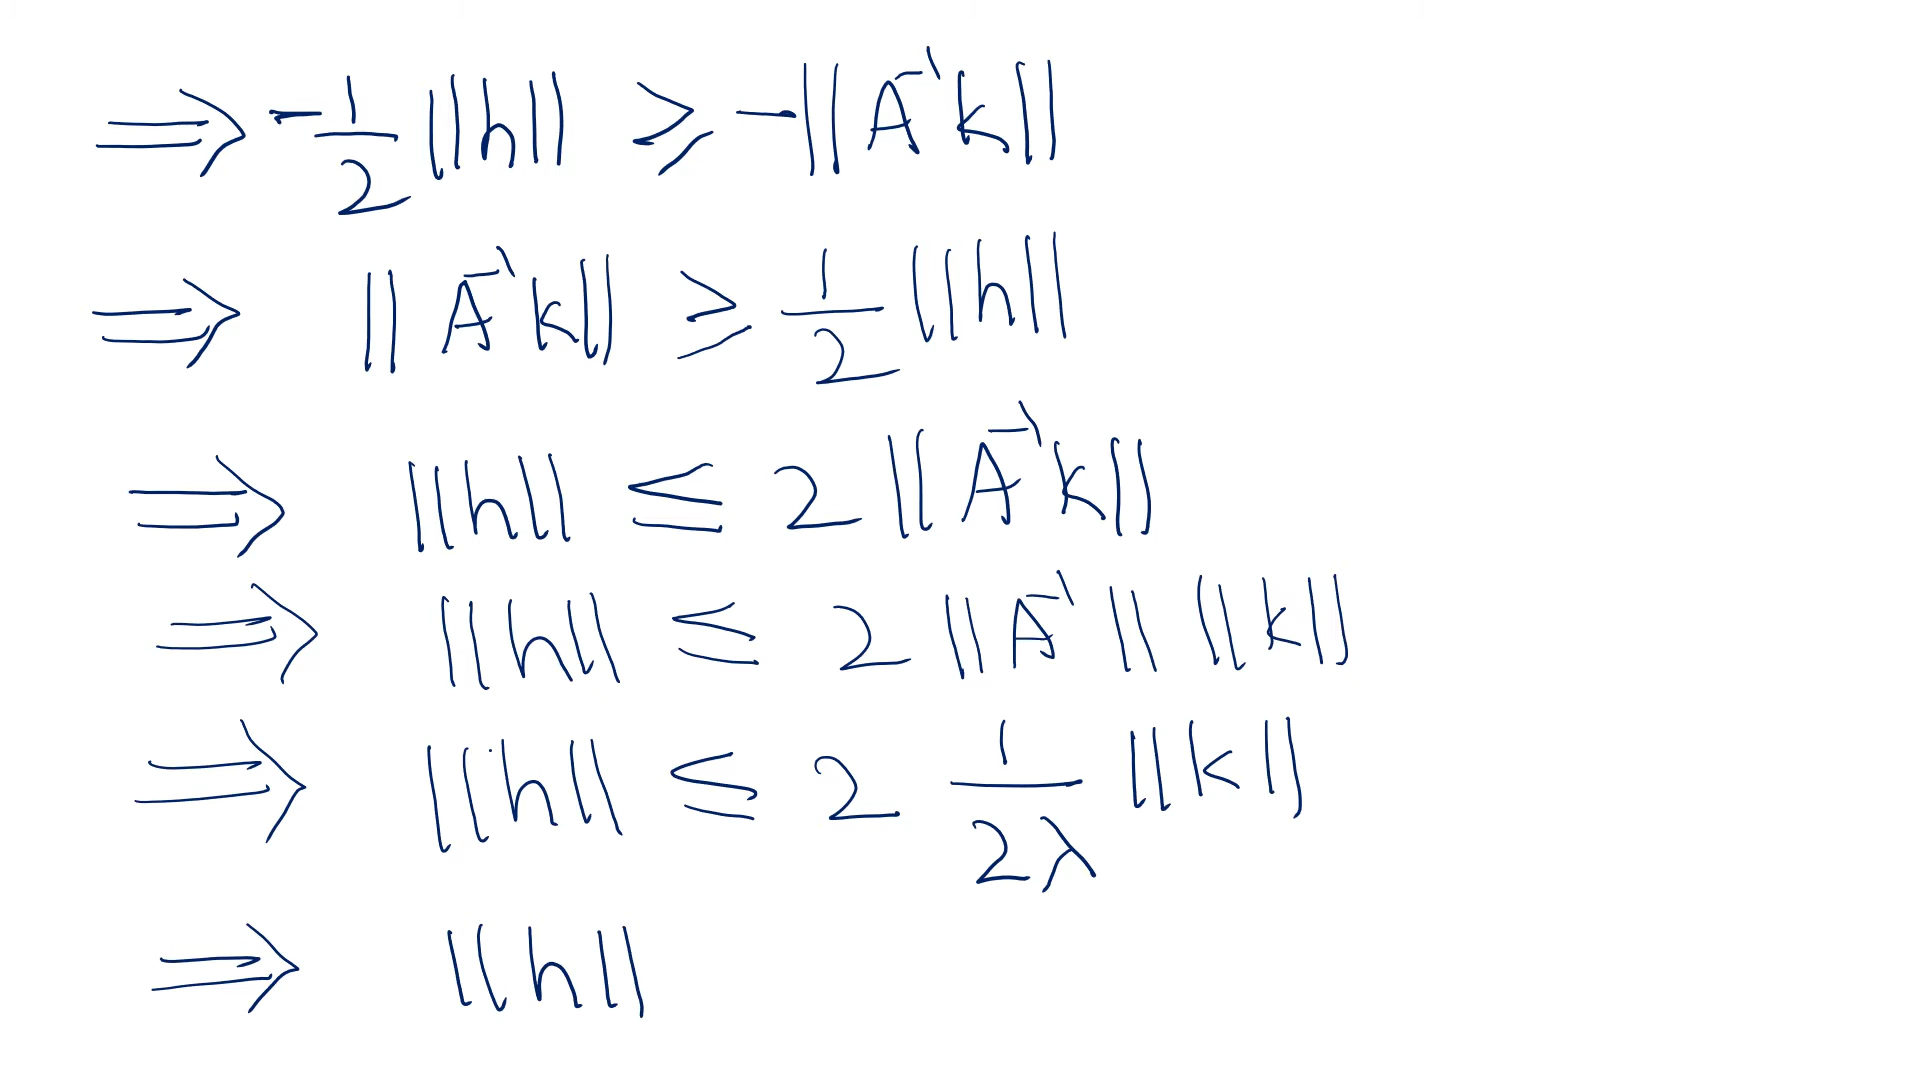 ⟹ -1/2 ||h|| ⩾ -||A⁻¹k||
⟹ ||A⁻¹k|| ⩾ 1/2 ||h||
⟹ ||h|| ≤ 2 ||A⁻¹k||
⟹ ||h|| ≤ 2 ||A⁻¹|| ||k||
⟹ ||h|| ≤ 2 1/2λ ||k||
⟹ ||h||